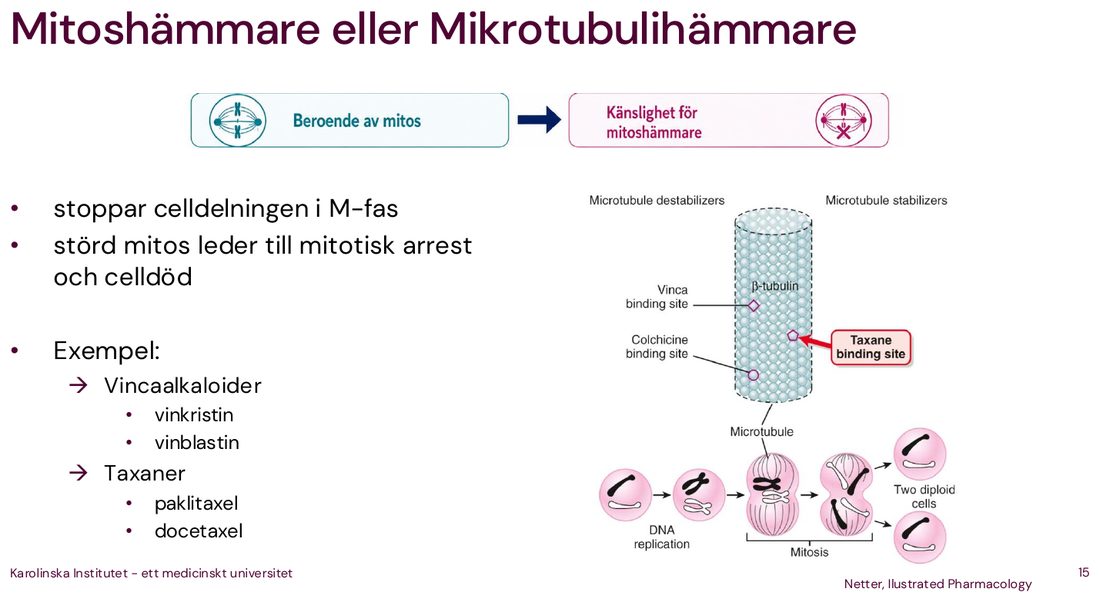 Mitoshämmare eller Mikrotubulihämmare
Beroende av mitos
Känslighet för
mitoshämmare
• stoppar celldelningen i M-fas
• störd mitos leder till mitotisk arrest
och celldöd
• Exempel:
→ Vincaalkaloider
• vinkristin
• vinblastin
→ Taxaner
• paklitaxel
• docetaxel
Microtubule destabilizers
Microtubule stabilizers
β-tubulin
Vinca
binding site
Colchicine
binding site
Taxane
binding site
Microtubule
DNA
replication
Mitosis
Two diploid
cells
Karolinska Institutet - ett medicinskt universitet
15
Netter, Ilustrated Pharmacology